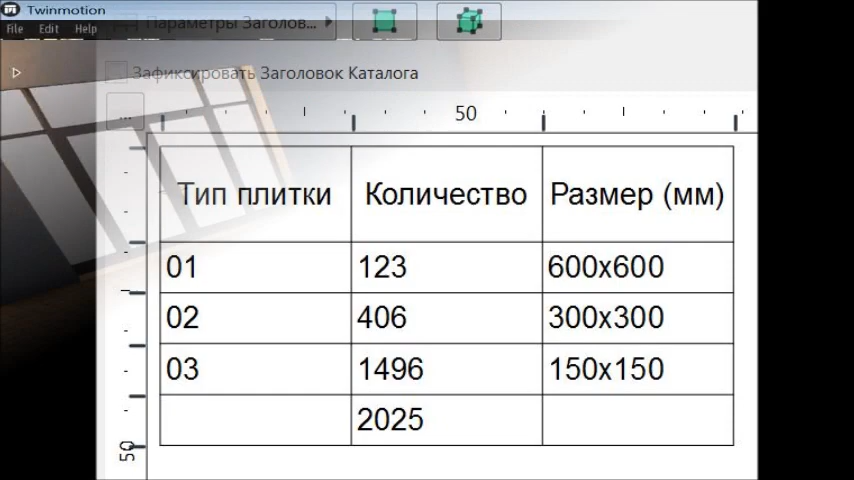 Twinmotion
Параметры Заголов...
File Edit Help
Зафиксировать Заголовок Каталога
...
50
Тип плитки Количество Размер (мм)
01 123 600x600
02 406 300x300
03 1496 150x150
2025
50